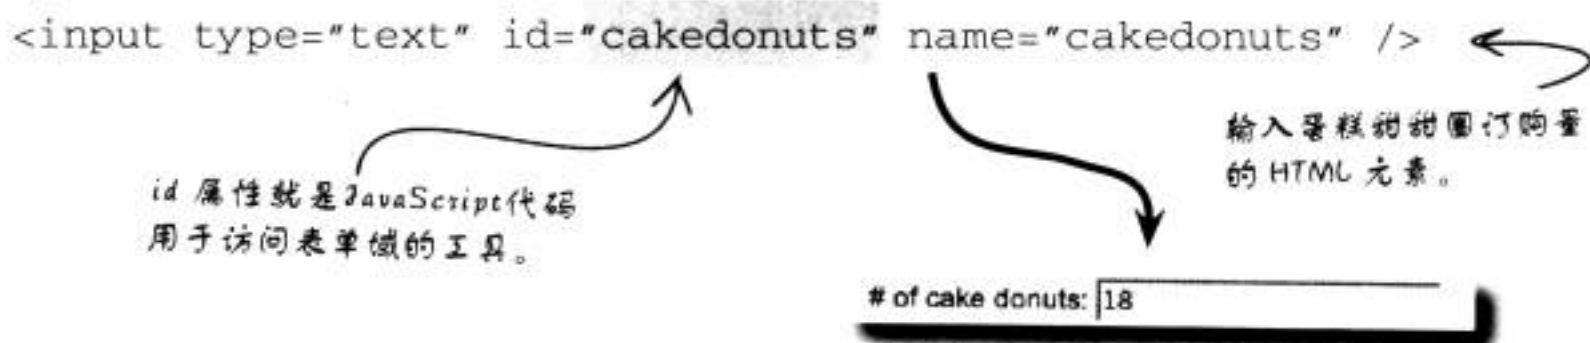 <input type="text" id="cakedonuts" name="cakedonuts" />
输入蛋糕甜甜圈订购量
的 HTML 元素。
id 属性就是JavaScript代码
用于访问表单域的工具。
# of cake donuts: 18